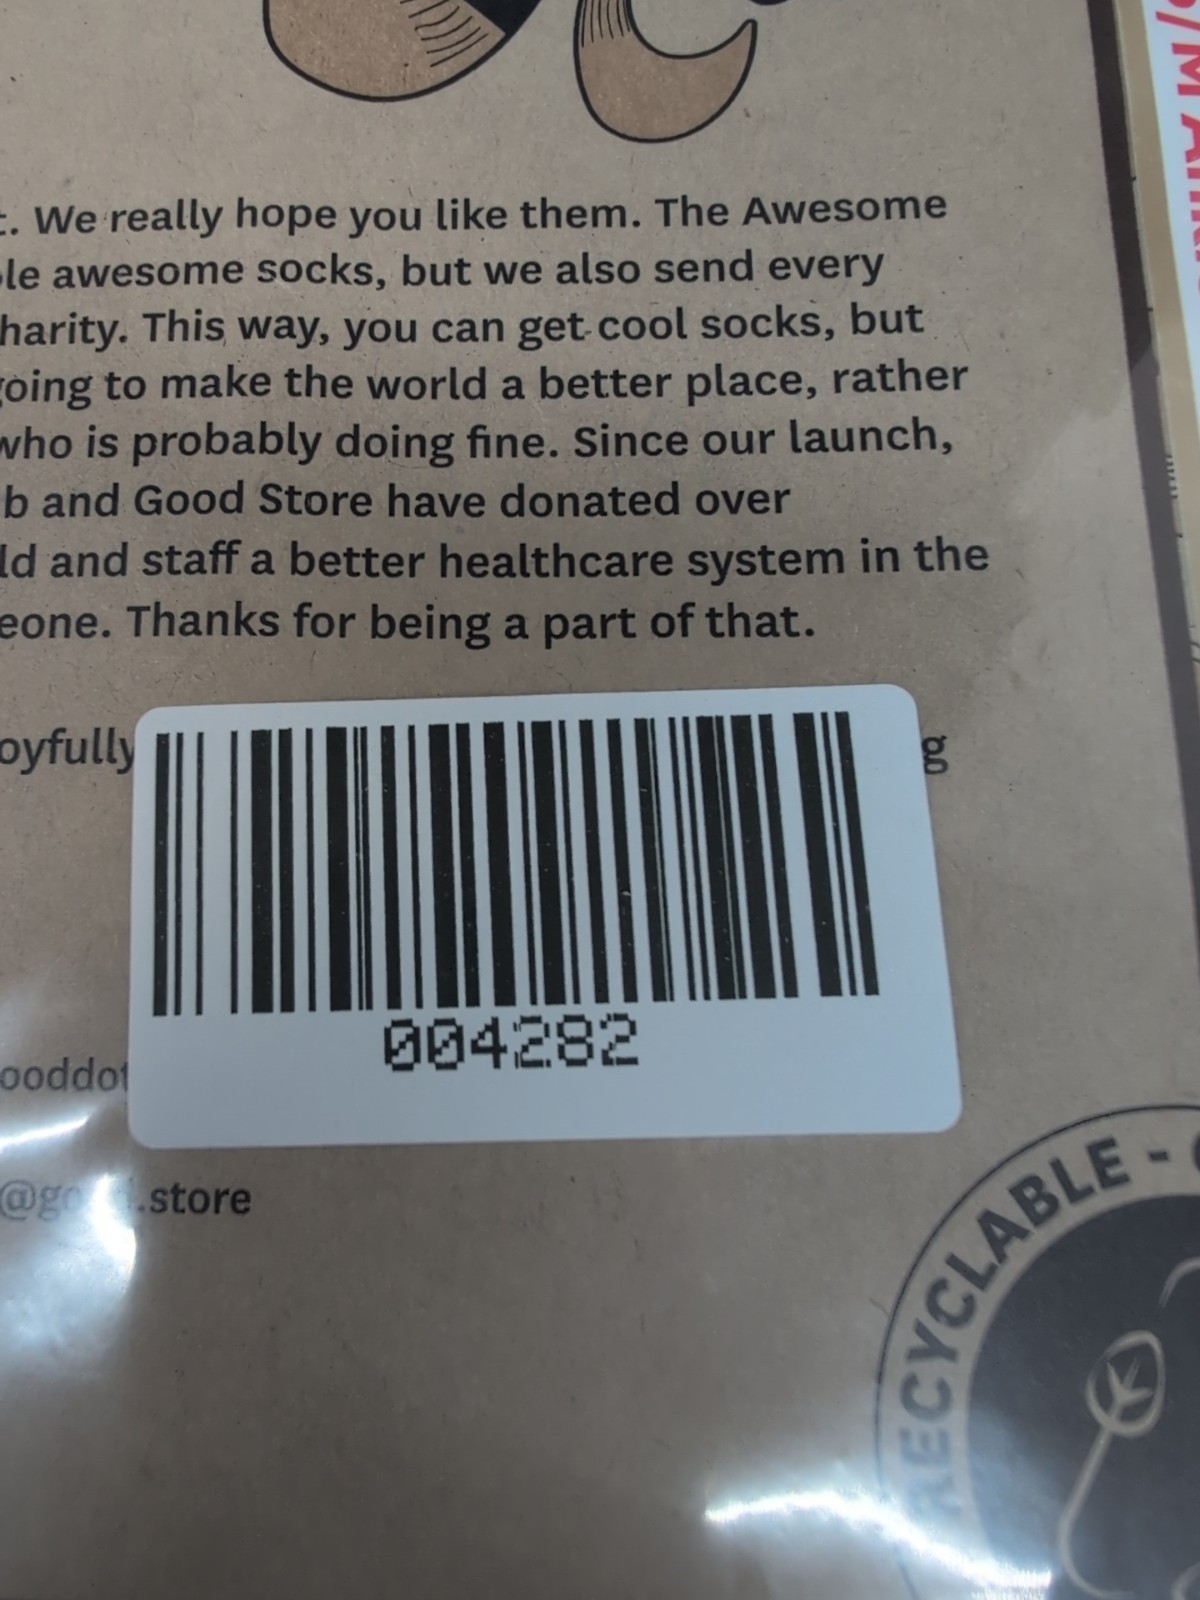 t. We really hope you like them. The Awesome
le awesome socks, but we also send every
harity. This way, you can get cool socks, but
going to make the world a better place, rather
who is probably doing fine. Since our launch,
b and Good Store have donated over
ld and staff a better healthcare system in the
eone. Thanks for being a part of that.
oyfully
g
004282
ooddot
.store
RECYCLABLE -